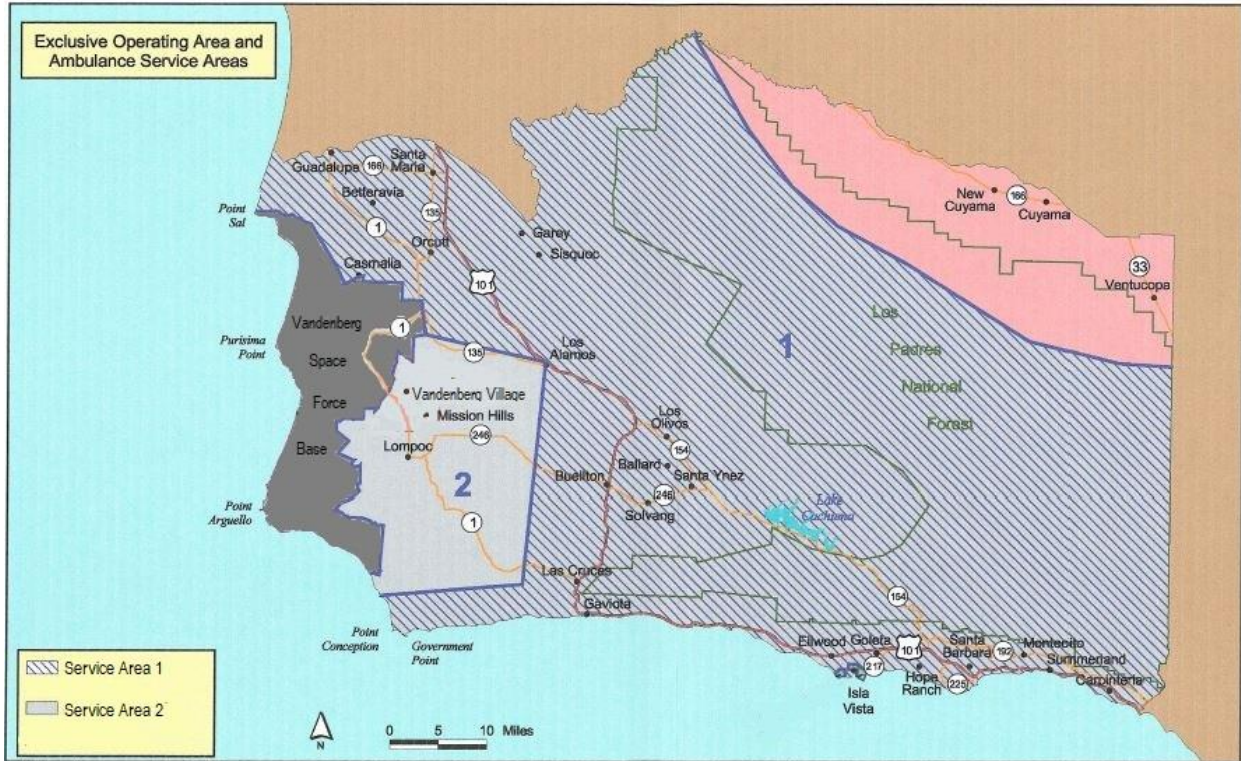 Exclusive Operating Area and
Ambulance Service Areas
Guadalupe
166
Santa
Maria
Betteravia
135
1
Point
Sal
Orcutt
Garey
Sisquoc
Casmalia
101
New
Cuyama
166
Cuyama
33
Ventucopa
Vandenberg
Space
Force
Base
1
Purisima
Point
135
Los
Alamos
1
Los
Padres
National
Forest
Vandenberg Village
Mission Hills
246
Lompoc
2
1
Los
Olivos
154
Ballard
Santa Ynez
Buellton
246
Solvang
Lake
Cachuma
Point
Arguello
Las Cruces
Gaviota
154
Point
Conception
Government
Point
Ellwood
Goleta
101
Santa
Barbara
192
Montecito
Summerland
217
Hope
Ranch
225
Carpinteria
Isla
Vista
Service Area 1
Service Area 2
N
0 5 10 Miles